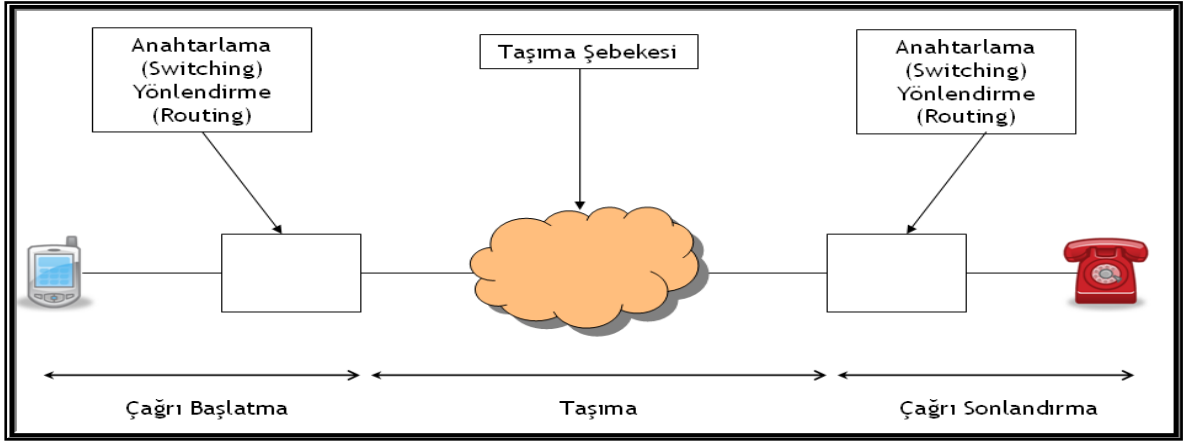 Anahtarlama
(Switching)
Yönlendirme
(Routing)
Taşıma Şebekesi
Anahtarlama
(Switching)
Yönlendirme
(Routing)
Çağrı Başlatma
Taşıma
Çağrı Sonlandırma